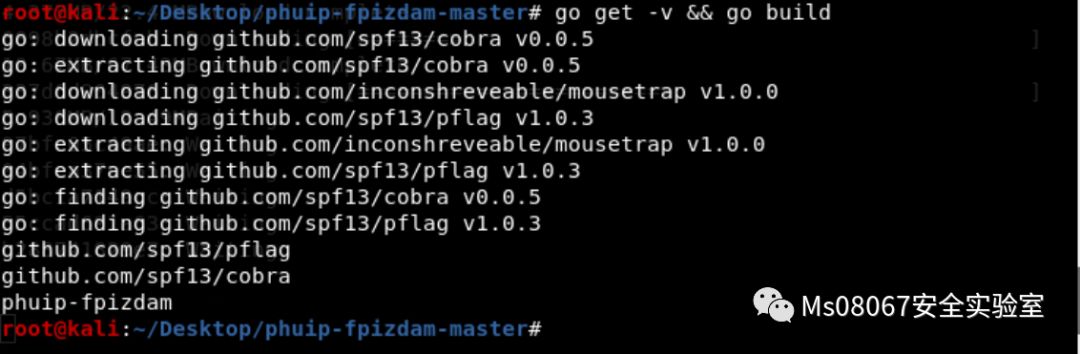 root@kali:~/Desktop/phuip-fpizdam-master# go get -v && go build
go: downloading github.com/spf13/cobra v0.0.5
go: extracting github.com/spf13/cobra v0.0.5
go: downloading github.com/inconshreveable/mousetrap v1.0.0
go: downloading github.com/spf13/pflag v1.0.3
go: extracting github.com/inconshreveable/mousetrap v1.0.0
go: extracting github.com/spf13/pflag v1.0.3
go: finding github.com/spf13/cobra v0.0.5
go: finding github.com/spf13/pflag v1.0.3
github.com/spf13/pflag
github.com/spf13/cobra
phuip-fpizdam
root@kali:~/Desktop/phuip-fpizdam-master#
Ms08067安全实验室